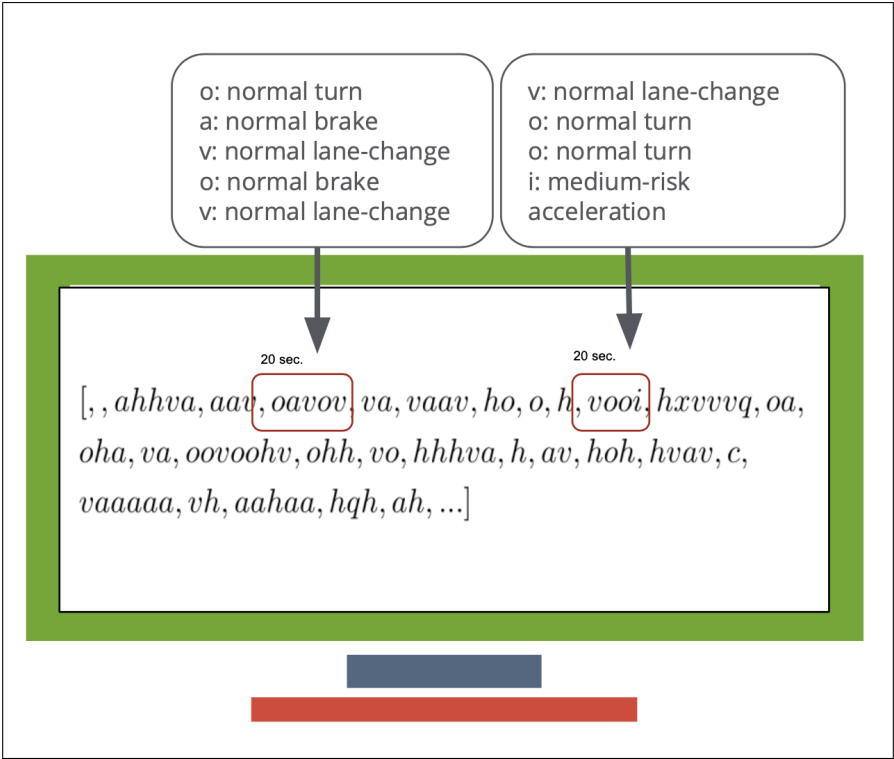 o: normal turn
a: normal brake
v: normal lane-change
o: normal brake
v: normal lane-change
v: normal lane-change
o: normal turn
o: normal turn
i: medium-risk
acceleration
20 sec.
20 sec.
[, , ahhva, aav, oavov, va, vaav, ho, o, h, vooi, hxvvvq, oa,
oha, va, oovoohv, ohh, vo, hhhva, h, av, hoh, hvav, c,
vaaaaa, vh, aahaa, hqh, ah, ...]